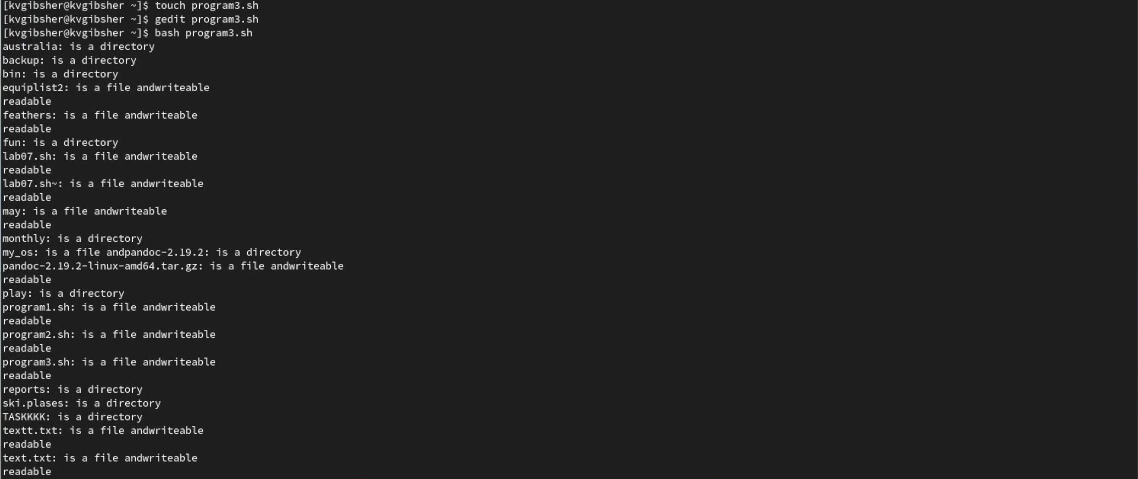 [kvgibsher@kvgibsher ~]$ touch program3.sh
[kvgibsher@kvgibsher ~]$ gedit program3.sh
[kvgibsher@kvgibsher ~]$ bash program3.sh
australia: is a directory
backup: is a directory
bin: is a directory
equiplist2: is a file andwriteable
readable
feathers: is a file andwriteable
readable
fun: is a directory
lab07.sh: is a file andwriteable
readable
lab07.sh~: is a file andwriteable
readable
may: is a file andwriteable
readable
monthly: is a directory
my_os: is a file andpandoc-2.19.2: is a directory
pandoc-2.19.2-linux-amd64.tar.gz: is a file andwriteable
readable
play: is a directory
program1.sh: is a file andwriteable
readable
program2.sh: is a file andwriteable
readable
program3.sh: is a file andwriteable
readable
reports: is a directory
ski.plases: is a directory
TASKKKK: is a directory
textt.txt: is a file andwriteable
readable
text.txt: is a file andwriteable
readable